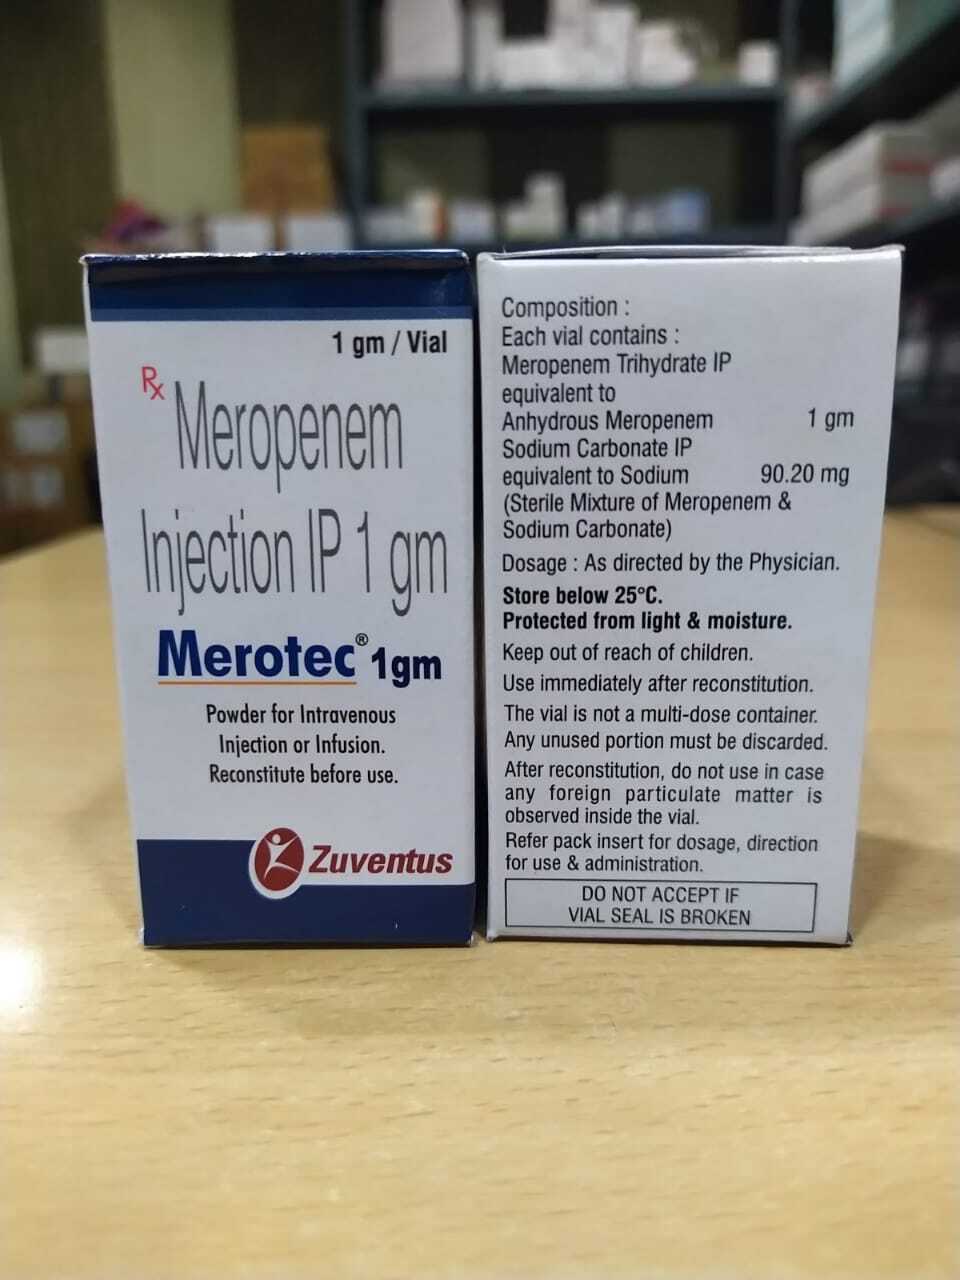 1 gm / Vial
Rx
Meropenem
Injection IP 1 gm
Merotec® 1gm
Powder for Intravenous
Injection or Infusion.
Reconstitute before use.
Zuventus
Composition :
Each vial contains :
Meropenem Trihydrate IP
equivalent to
Anhydrous Meropenem 1 gm
Sodium Carbonate IP
equivalent to Sodium 90.20 mg
(Sterile Mixture of Meropenem &
Sodium Carbonate)
Dosage : As directed by the Physician.
Store below 25°C.
Protected from light & moisture.
Keep out of reach of children.
Use immediately after reconstitution.
The vial is not a multi-dose container.
Any unused portion must be discarded.
After reconstitution, do not use in case
any foreign particulate matter is
observed inside the vial.
Refer pack insert for dosage, direction
for use & administration.
DO NOT ACCEPT IF
VIAL SEAL IS BROKEN